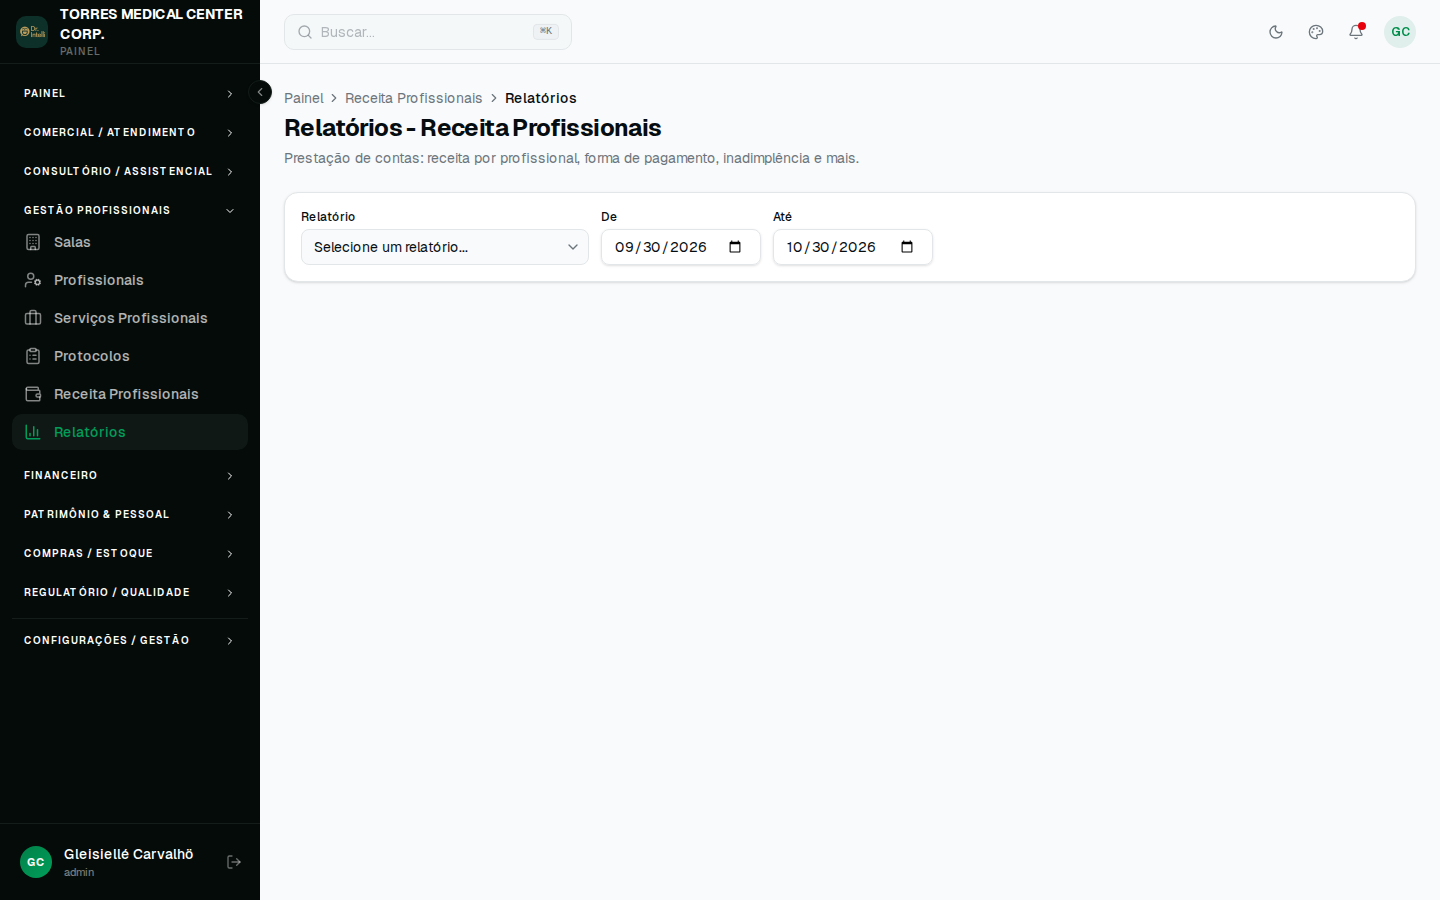 Dr.
TORRES MEDICAL CENTER
CORP.
PAINEL
PAINEL
COMERCIAL / ATENDIMENTO
CONSULTÓRIO / ASSISTENCIAL
GESTÃO PROFISSIONAIS
Salas
Profissionais
Serviços Profissionais
Protocolos
Receita Profissionais
Relatórios
FINANCEIRO
PATRIMÔNIO & PESSOAL
COMPRAS / ESTOQUE
REGULATÓRIO / QUALIDADE
CONFIGURAÇÕES / GESTÃO
GC
Gleisiellé Carvalhö
admin
Buscar...
⌘K
GC
Painel > Receita Profissionais > Relatórios
Relatórios - Receita Profissionais
Prestação de contas: receita por profissional, forma de pagamento, inadimplência e mais.
Relatório
De
Até
Selecione um relatório...
09/30/2026
10/30/2026